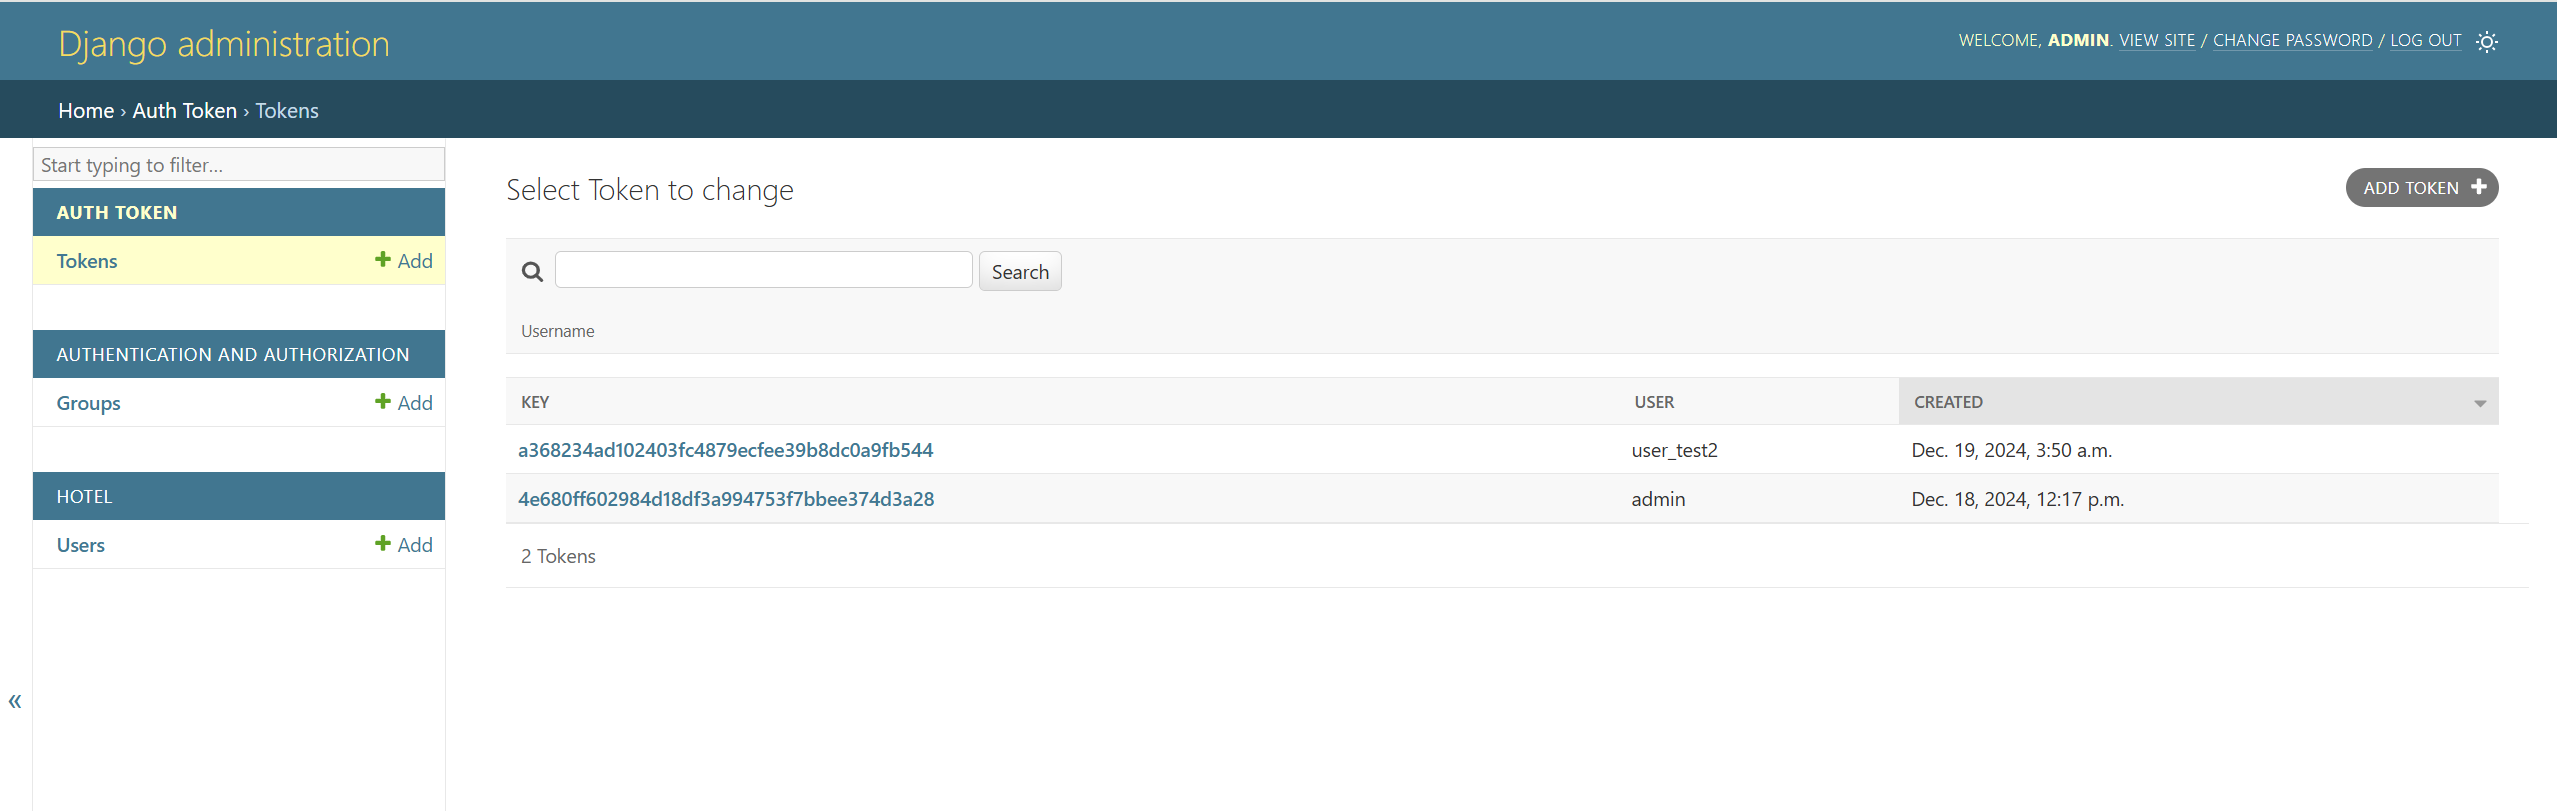 Django administration
WELCOME, ADMIN. VIEW SITE / CHANGE PASSWORD / LOG OUT
Home › Auth Token › Tokens
Start typing to filter...
AUTH TOKEN
Tokens
Add
AUTHENTICATION AND AUTHORIZATION
Groups
Add
HOTEL
Users
Add
«
Select Token to change
ADD TOKEN
Search
Username
KEY USER CREATED
a368234ad102403fc4879ecfee39b8dc0a9fb544 user_test2 Dec. 19, 2024, 3:50 a.m.
4e680ff602984d18df3a994753f7bbee374d3a28 admin Dec. 18, 2024, 12:17 p.m.
2 Tokens